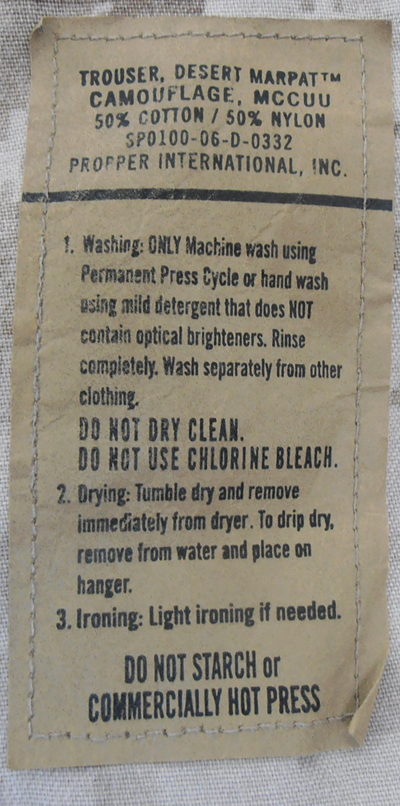 TROUSER, DESERT MARPAT™
CAMOUFLAGE, MCCUU
50% COTTON / 50% NYLON
SP0100-06-D-0332
PROPPER INTERNATIONAL, INC.
1. Washing: ONLY Machine wash using
Permanent Press Cycle or hand wash
using mild detergent that does NOT
contain optical brighteners. Rinse
completely. Wash separately from other
clothing.
DO NOT DRY CLEAN.
DO NOT USE CHLORINE BLEACH.
2. Drying: Tumble dry and remove
immediately from dryer. To drip dry,
remove from water and place on
hanger.
3. Ironing: Light ironing if needed.
DO NOT STARCH or
COMMERCIALLY HOT PRESS